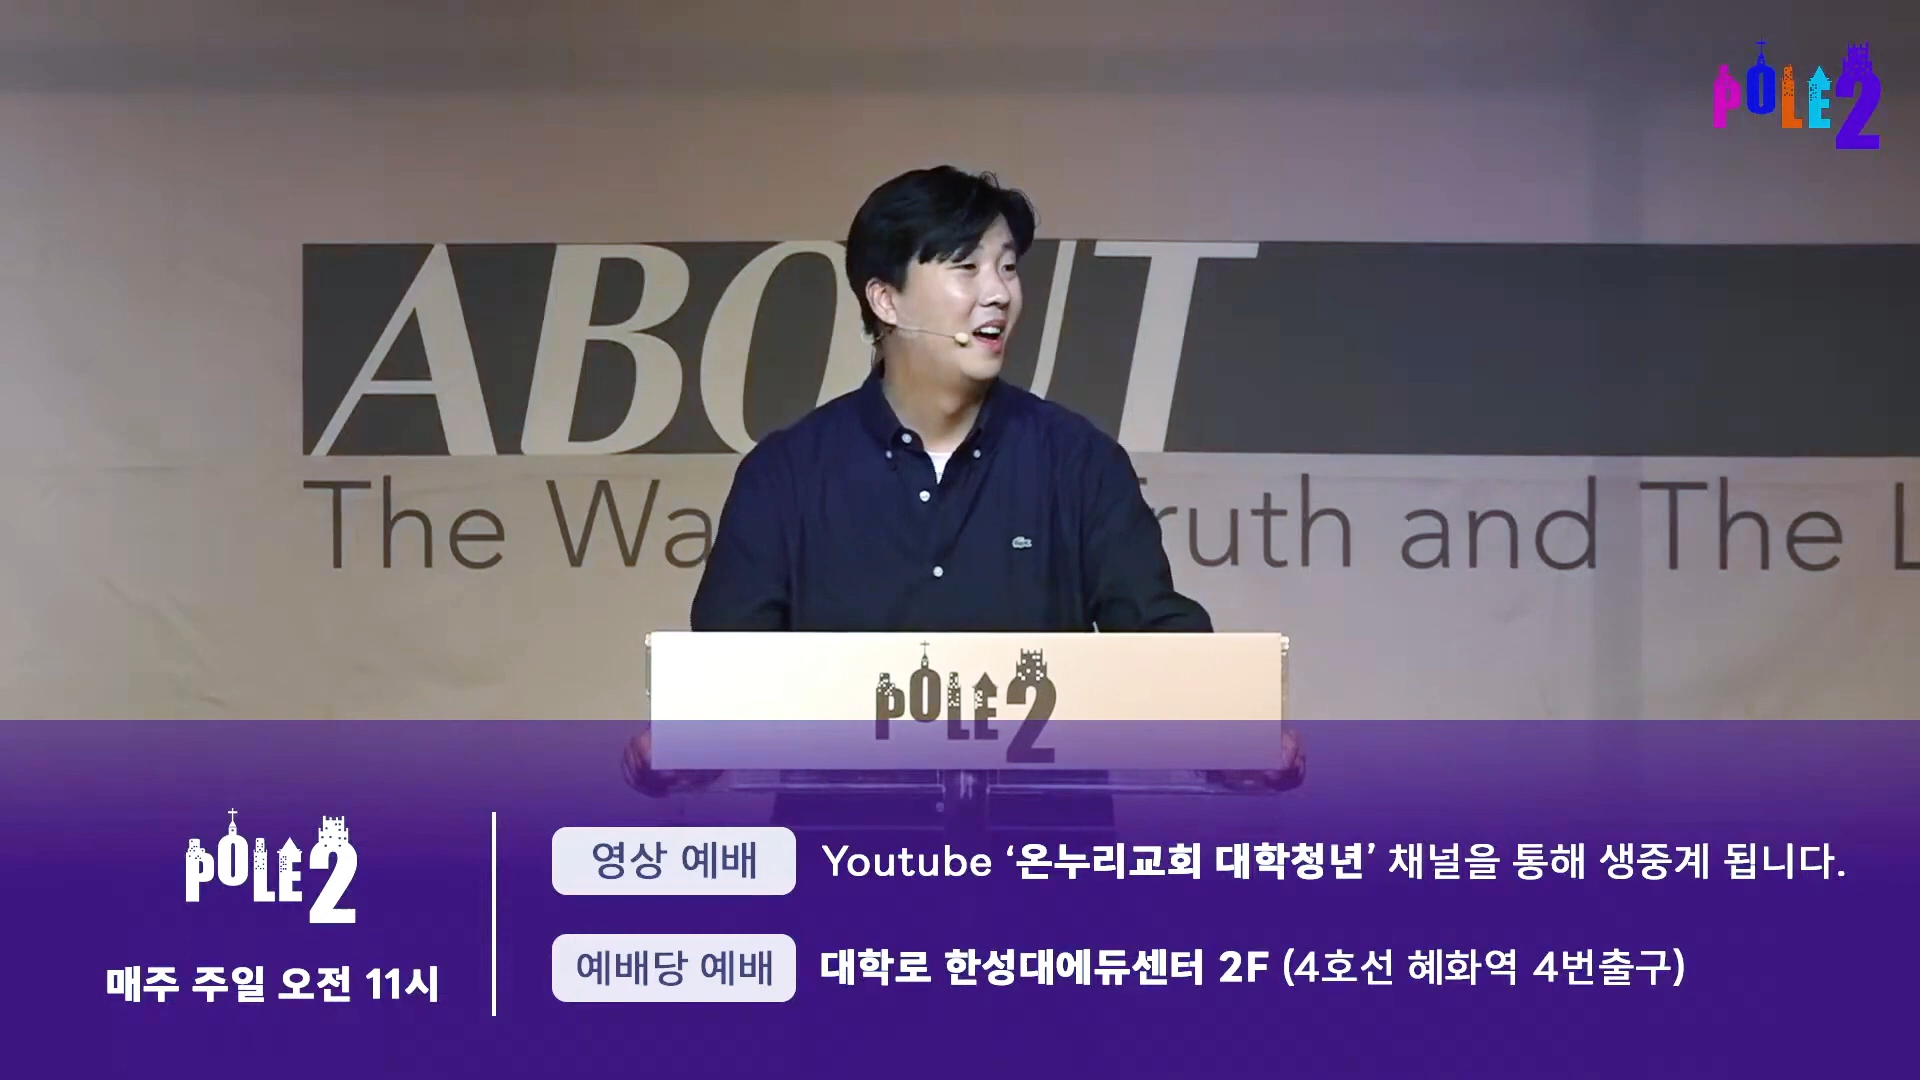 POLE2
ABOUT
The Wa ruth and The L
POLE2
POLE2
매주 주일 오전 11시
영상 예배 Youtube ‘온누리교회 대학청년’ 채널을 통해 생중계 됩니다.
예배당 예배 대학로 한성대에듀센터 2F (4호선 혜화역 4번출구)